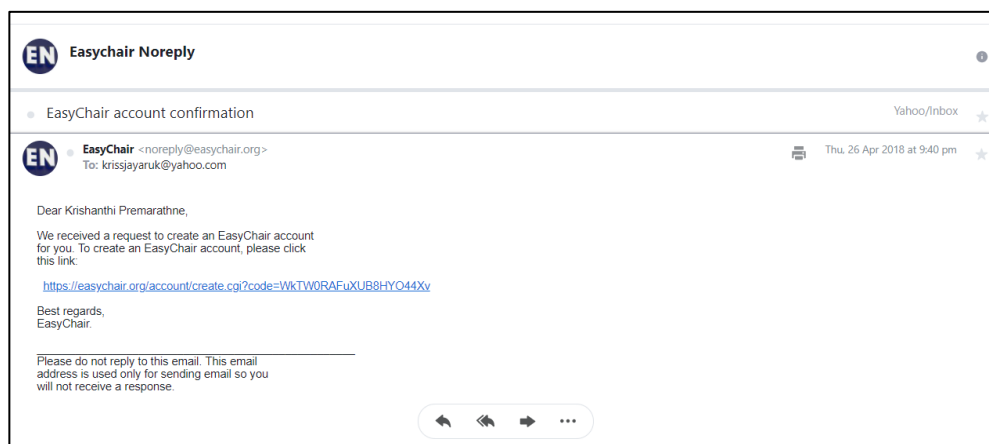 EN Easychair Noreply
EasyChair account confirmation Yahoo/Inbox
EN EasyChair <noreply@easychair.org> Thu, 26 Apr 2018 at 9:40 pm
To: krissjayaruk@yahoo.com
Dear Krishanthi Premarathne,
We received a request to create an EasyChair account
for you. To create an EasyChair account, please click
this link:
https://easychair.org/account/create.cgi?code=WkTW0RAFuXUB8HYO44Xv
Best regards,
EasyChair.
Please do not reply to this email. This email
address is used only for sending email so you
will not receive a response.